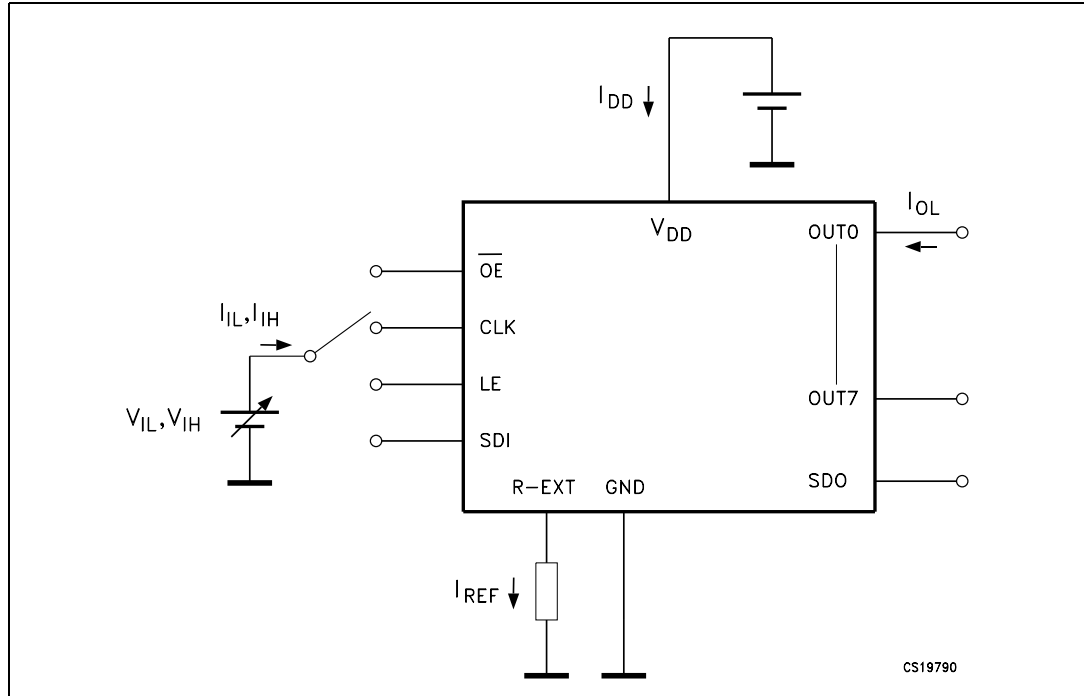 I_DD
V_DD
OUT0
I_OL
OE
CLK
I_IL,I_IH
LE
OUT7
V_IL,V_IH
SDI
SDO
R-EXT GND
I_REF
CS19790